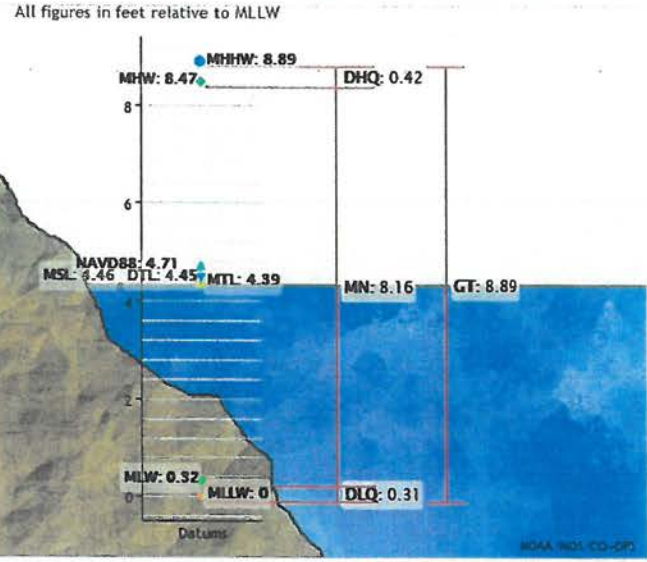 All figures in feet relative to MLLW
MHHW: 8.89
MHW: 8.47
DHQ: 0.42
8
6
NAVD88: 4.71
MSL: 4.46 DTL: 4.45 MTL: 4.39
MN: 8.16
GT: 8.89
4
2
MLW: 0.32
MLLW: 0
DLQ: 0.31
0
Datums
NOAA/NOS/CO-OPS